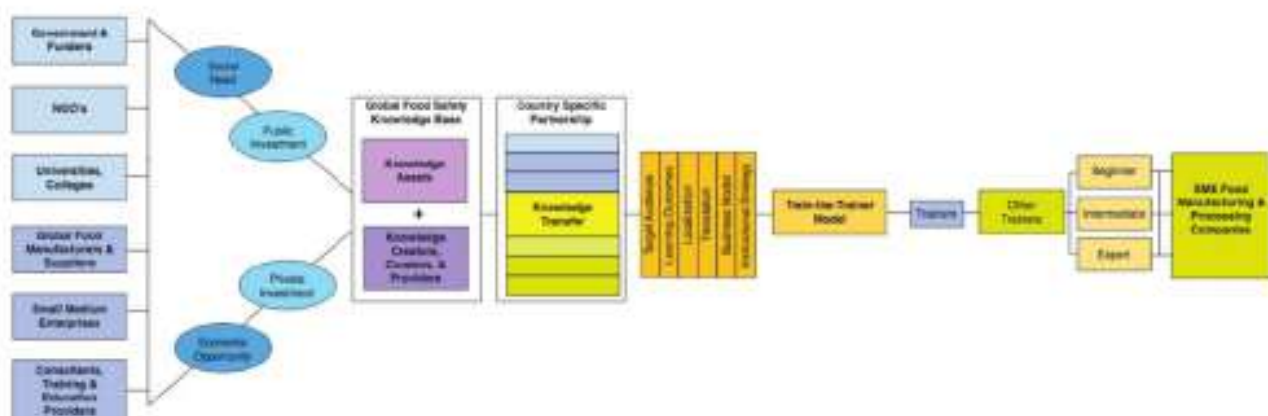 Government &
Funders
NGO's
Universities,
Colleges
Global Food
Manufacturers &
Suppliers
Small Medium
Enterprises
Consultants,
Training &
Education
Providers
Social
Need
Public
Investment
Private
Investment
Economic
Opportunity
Global Food Safety
Knowledge Base
Knowledge
Assets
+
Knowledge
Creators,
Curators, &
Providers
Country Specific
Partnership
Knowledge
Transfer
Target Audience
Learning Outcomes
Localization
Translation
Business Model
Instructional Strategy
Train-the-Trainer
Model
Trainers
Other
Trainers
Beginner
Intermediate
Expert
SME Food
Manufacturing &
Processing
Companies